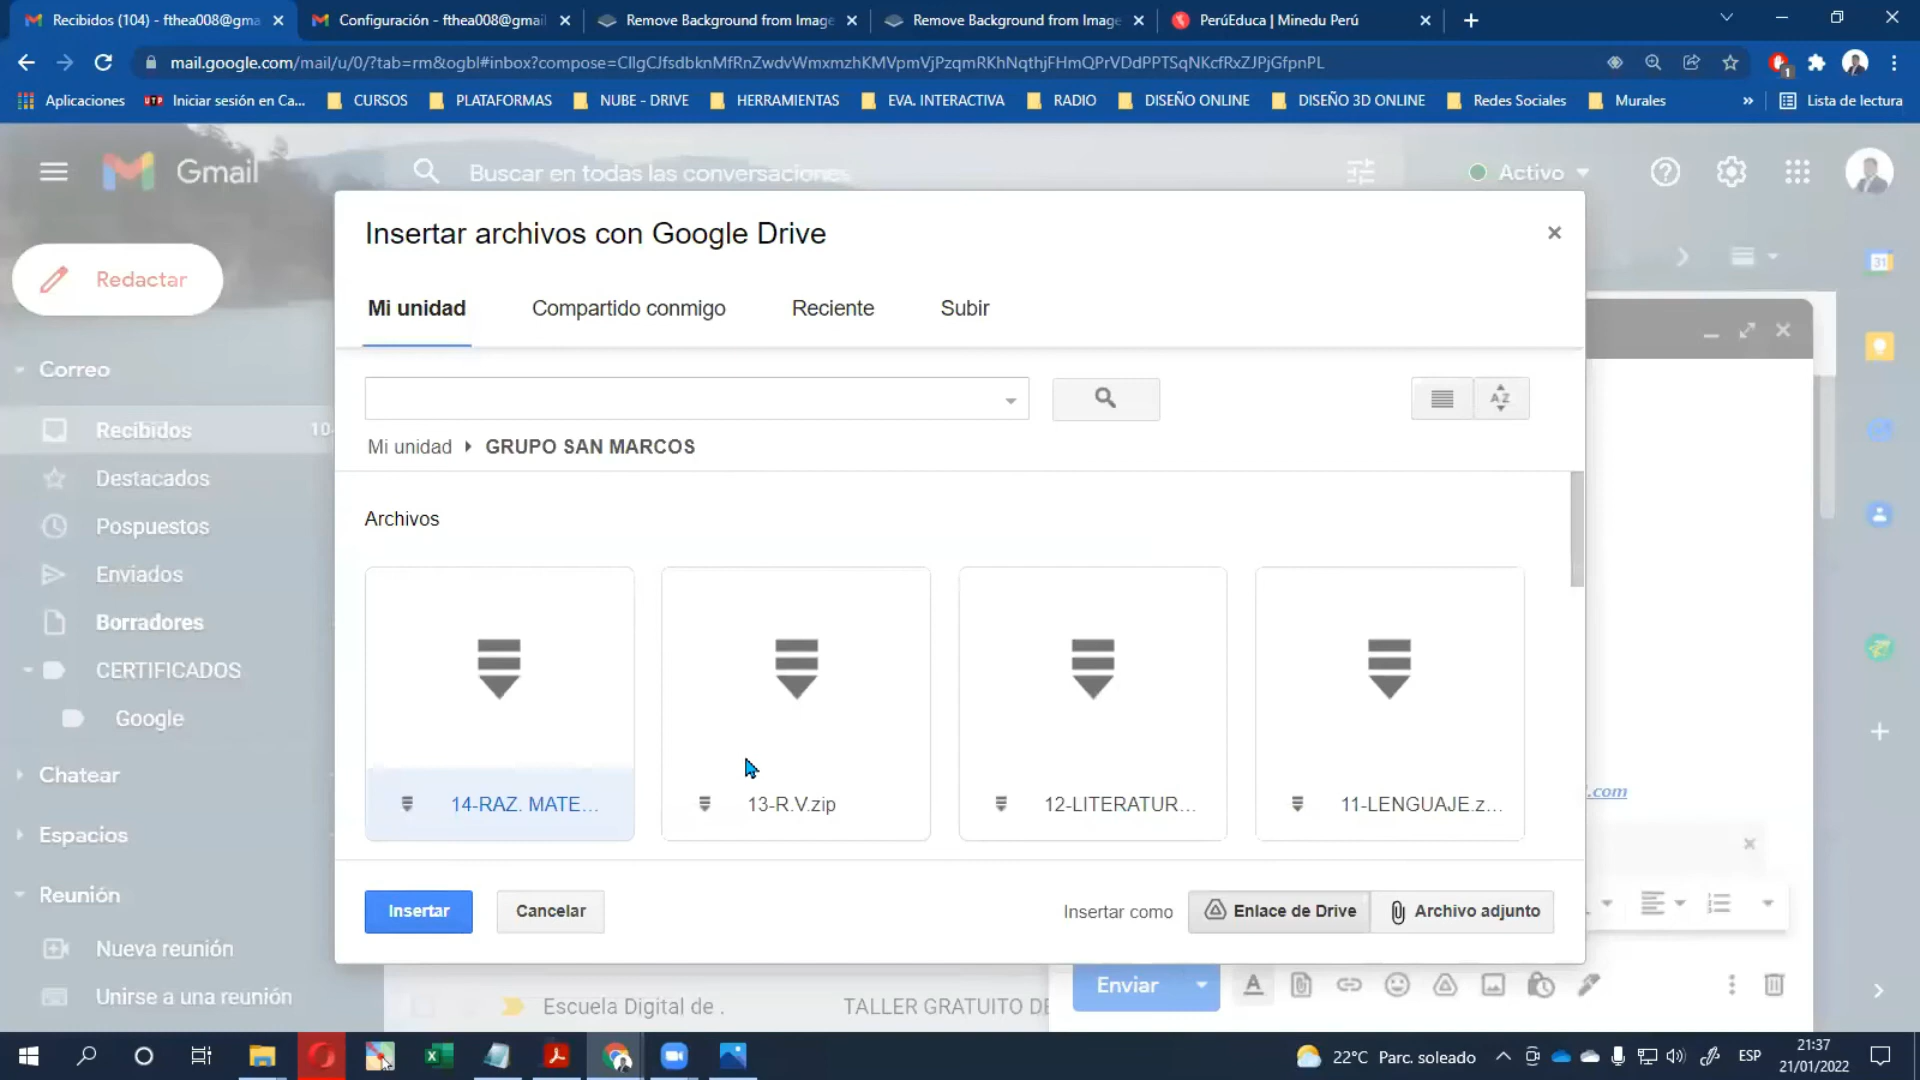 Recibidos (104) - fthea008@gma
Configuración - fthea008@gmail
Remove Background from Image
Remove Background from Image
PerúEduca | Minedu Perú
mail.google.com/mail/u/0/?tab=rm&ogbl#inbox?compose=CllgCJfsdbknMfRnZwdvWmxmzhKMVpmVjPzqmRKhNqthjFHmQPrVDdPPTSqNKcfRxZJPjGfpnPL
1
Aplicaciones
UTP Iniciar sesión en Ca...
CURSOS
PLATAFORMAS
NUBE - DRIVE
HERRAMIENTAS
EVA. INTERACTIVA
RADIO
DISEÑO ONLINE
DISEÑO 3D ONLINE
Redes Sociales
Murales
»
Lista de lectura
Gmail
Buscar en todas las conversaciones
Activo
Redactar
Correo
Recibidos 10
Destacados
Pospuestos
Enviados
Borradores
CERTIFICADOS
Google
Chatear
Espacios
Reunión
Nueva reunión
Unirse a una reunión
Insertar archivos con Google Drive
Mi unidad
Compartido conmigo
Reciente
Subir
AZ
Mi unidad GRUPO SAN MARCOS
Archivos
14-RAZ. MATE...
13-R.V.zip
12-LITERATUR...
11-LENGUAJE.z...
Insertar
Cancelar
Insertar como
Enlace de Drive
Archivo adjunto
31
.com
Enviar
Escuela Digital de .
TALLER GRATUITO DE
22°C Parc. soleado
ESP
21:37
21/01/2022